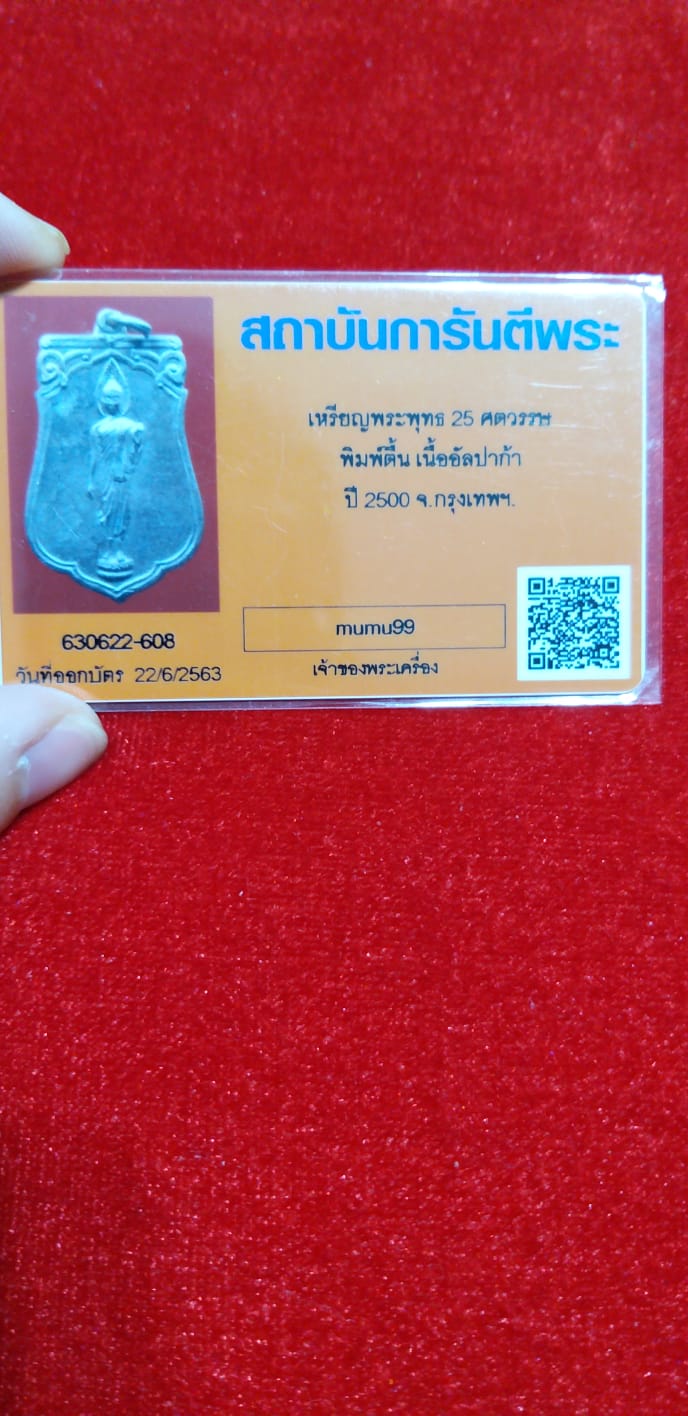 สถาบันการันตีพระ
เหรียญพระพุทธ 25 ศตวรรษ
พิมพ์ตื้น เนื้ออัลปาก้า
ปี 2500 จ.กรุงเทพฯ.
mumu99
เจ้าของพระเครื่อง
630622-608
วันที่ออกบัตร 22/6/2563